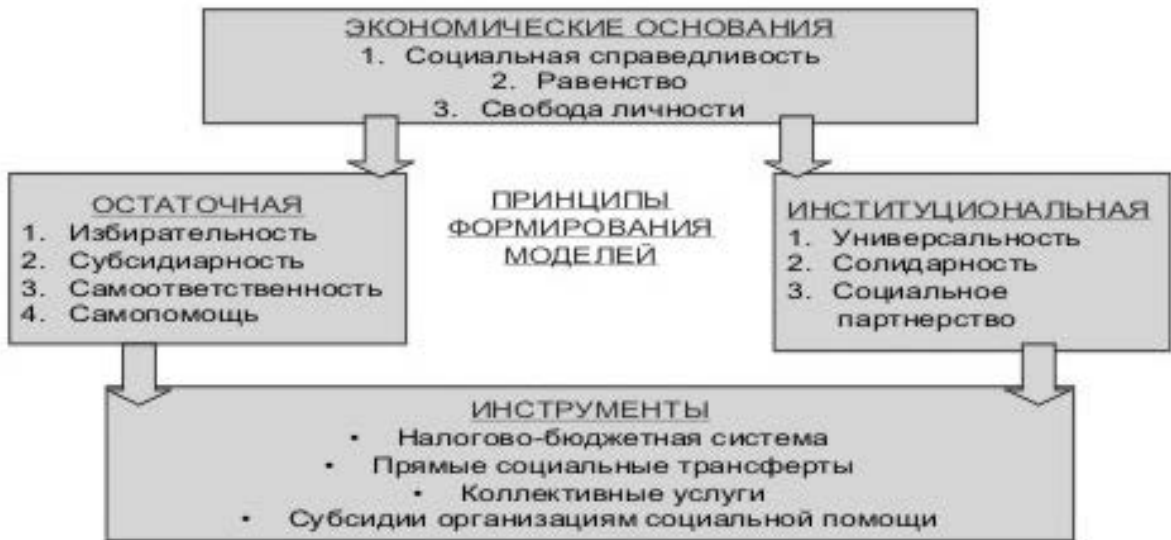 ЭКОНОМИЧЕСКИЕ ОСНОВАНИЯ
1. Социальная справедливость
2. Равенство
3. Свобода личности
ОСТАТОЧНАЯ
1. Избирательность
2. Субсидиарность
3. Самоответственность
4. Самопомощь
ПРИНЦИПЫ
ФОРМИРОВАНИЯ
МОДЕЛЕЙ
ИНСТИТУЦИОНАЛЬНАЯ
1. Универсальность
2. Солидарность
3. Социальное
партнерство
ИНСТРУМЕНТЫ
• Налогово-бюджетная система
• Прямые социальные трансферты
• Коллективные услуги
• Субсидии организациям социальной помощи